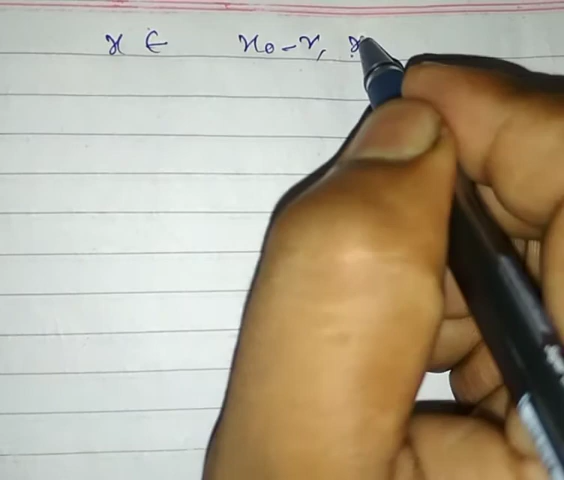 x ∈ x₀-r, x